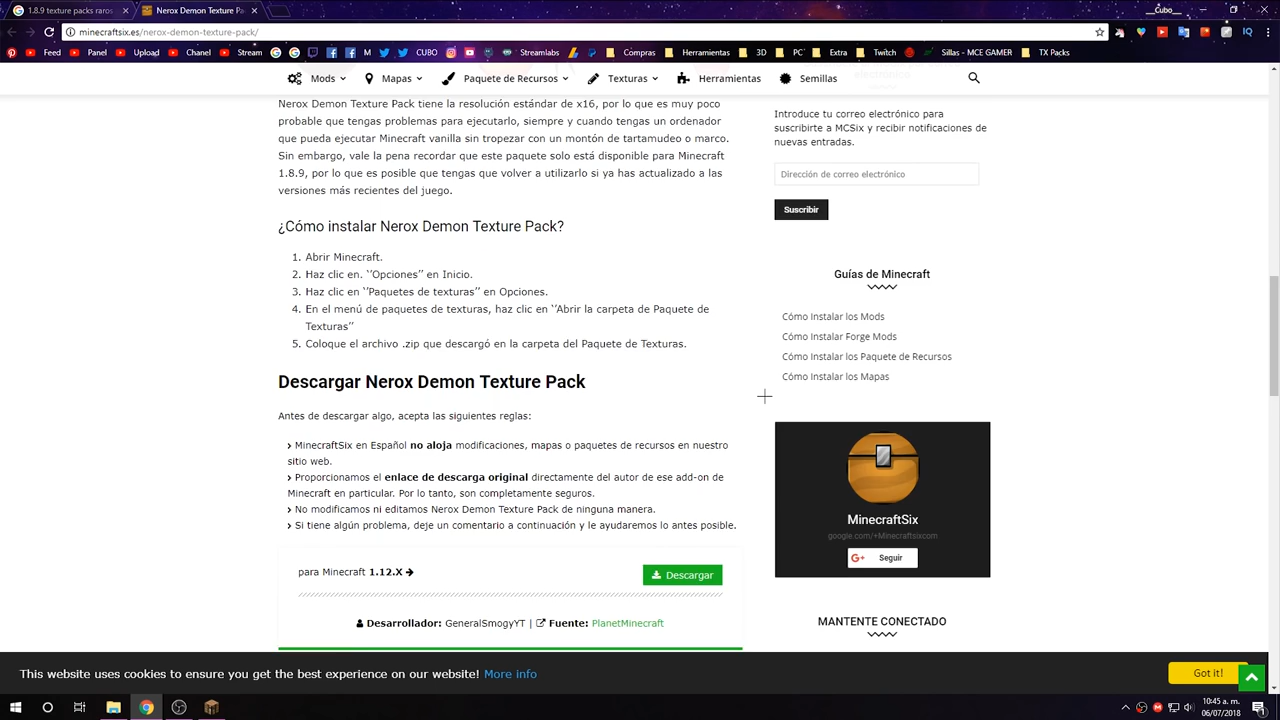 1.8.9 texture packs raros
Nerox Demon Texture Pa
__Cubo__
minecraftsix.es/nerox-demon-texture-pack/
Feed Panel Upload Stream CUBO Streamlabs Compras Herramientas 3D PC Extra Twitch Sillas - MCE GAMER TX Packs
Mods Mapas Paquete de Recursos Texturas Herramientas Semillas
electrónico
Nerox Demon Texture Pack tiene la resolución estándar de x16, por lo que es muy poco
probable que tengas problemas para ejecutarlo, siempre y cuando tengas un ordenador
que pueda ejecutar Minecraft vanilla sin tropezar con un montón de tartamudeo o marco.
Sin embargo, vale la pena recordar que este paquete solo está disponible para Minecraft
1.8.9, por lo que es posible que tengas que volver a utilizarlo si ya has actualizado a las
versiones más recientes del juego.
¿Cómo instalar Nerox Demon Texture Pack?
1. Abrir Minecraft.
2. Haz clic en. ‘’Opciones’’ en Inicio.
3. Haz clic en ‘’Paquetes de texturas’’ en Opciones.
4. En el menú de paquetes de texturas, haz clic en ‘’Abrir la carpeta de Paquete de
Texturas’’
5. Coloque el archivo .zip que descargó en la carpeta del Paquete de Texturas.
Descargar Nerox Demon Texture Pack
Antes de descargar algo, acepta las siguientes reglas:
MinecraftSix en Español no aloja modificaciones, mapas o paquetes de recursos en nuestro
sitio web.
Proporcionamos el enlace de descarga original directamente del autor de ese add-on de
Minecraft en particular. Por lo tanto, son completamente seguros.
No modificamos ni editamos Nerox Demon Texture Pack de ninguna manera.
Si tiene algún problema, deje un comentario a continuación y le ayudaremos lo antes posible.
para Minecraft 1.12.X
Descargar
Desarrollador: GeneralSmogyYT | Fuente: PlanetMinecraft
Introduce tu correo electrónico para
suscribirte a MCSix y recibir notificaciones de
nuevas entradas.
Dirección de correo electrónico
Suscribir
Guías de Minecraft
Cómo Instalar los Mods
Cómo Instalar Forge Mods
Cómo Instalar los Paquete de Recursos
Cómo Instalar los Mapas
MinecraftSix
google.com/+Minecraftsixcom
G+ Seguir
MANTENTE CONECTADO
This website uses cookies to ensure you get the best experience on our website! More info
Got it!
10:45 a. m.
06/07/2018